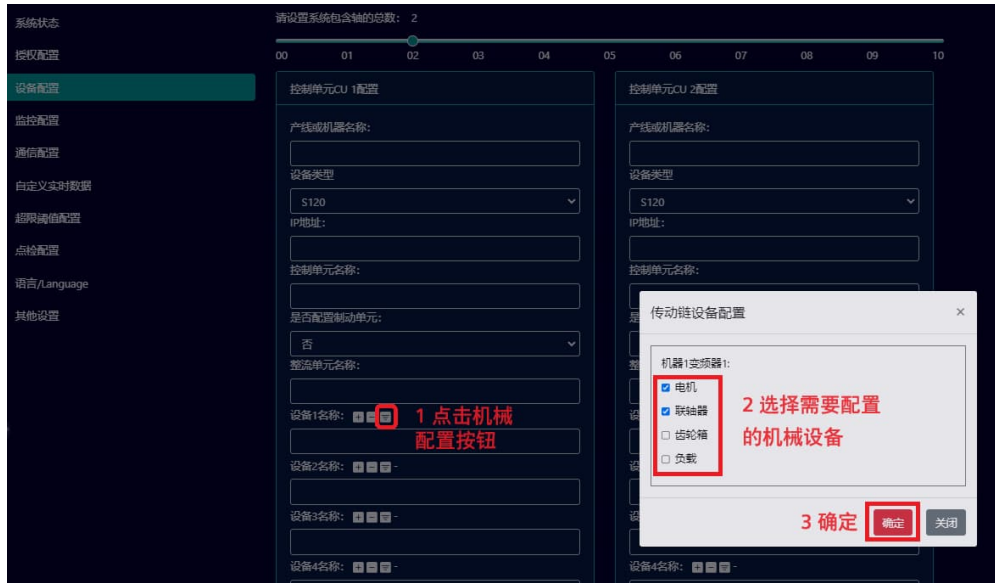 系统状态
授权配置
设备配置
监控配置
通信配置
自定义实时数据
超限阈值配置
点检配置
语言/Language
其他设置
请设置系统包含轴的总数： 2
00 01 02 03 04 05 06 07 08 09 10
控制单元CU 1配置
产线或机器名称：
设备类型
S120
IP地址：
控制单元名称：
是否配置制动单元：
否
整流单元名称：
设备1名称：
1 点击机械
配置按钮
设备2名称： -
设备3名称： -
设备4名称： -
控制单元CU 2配置
产线或机器名称：
设备类型
S120
IP地址：
控制单元名称：
是
整
设
设
设
设备4名称： -
传动链设备配置 ×
机器1变频器1:
电机
联轴器
齿轮箱
负载
2 选择需要配置
的机械设备
3 确定
确定
关闭